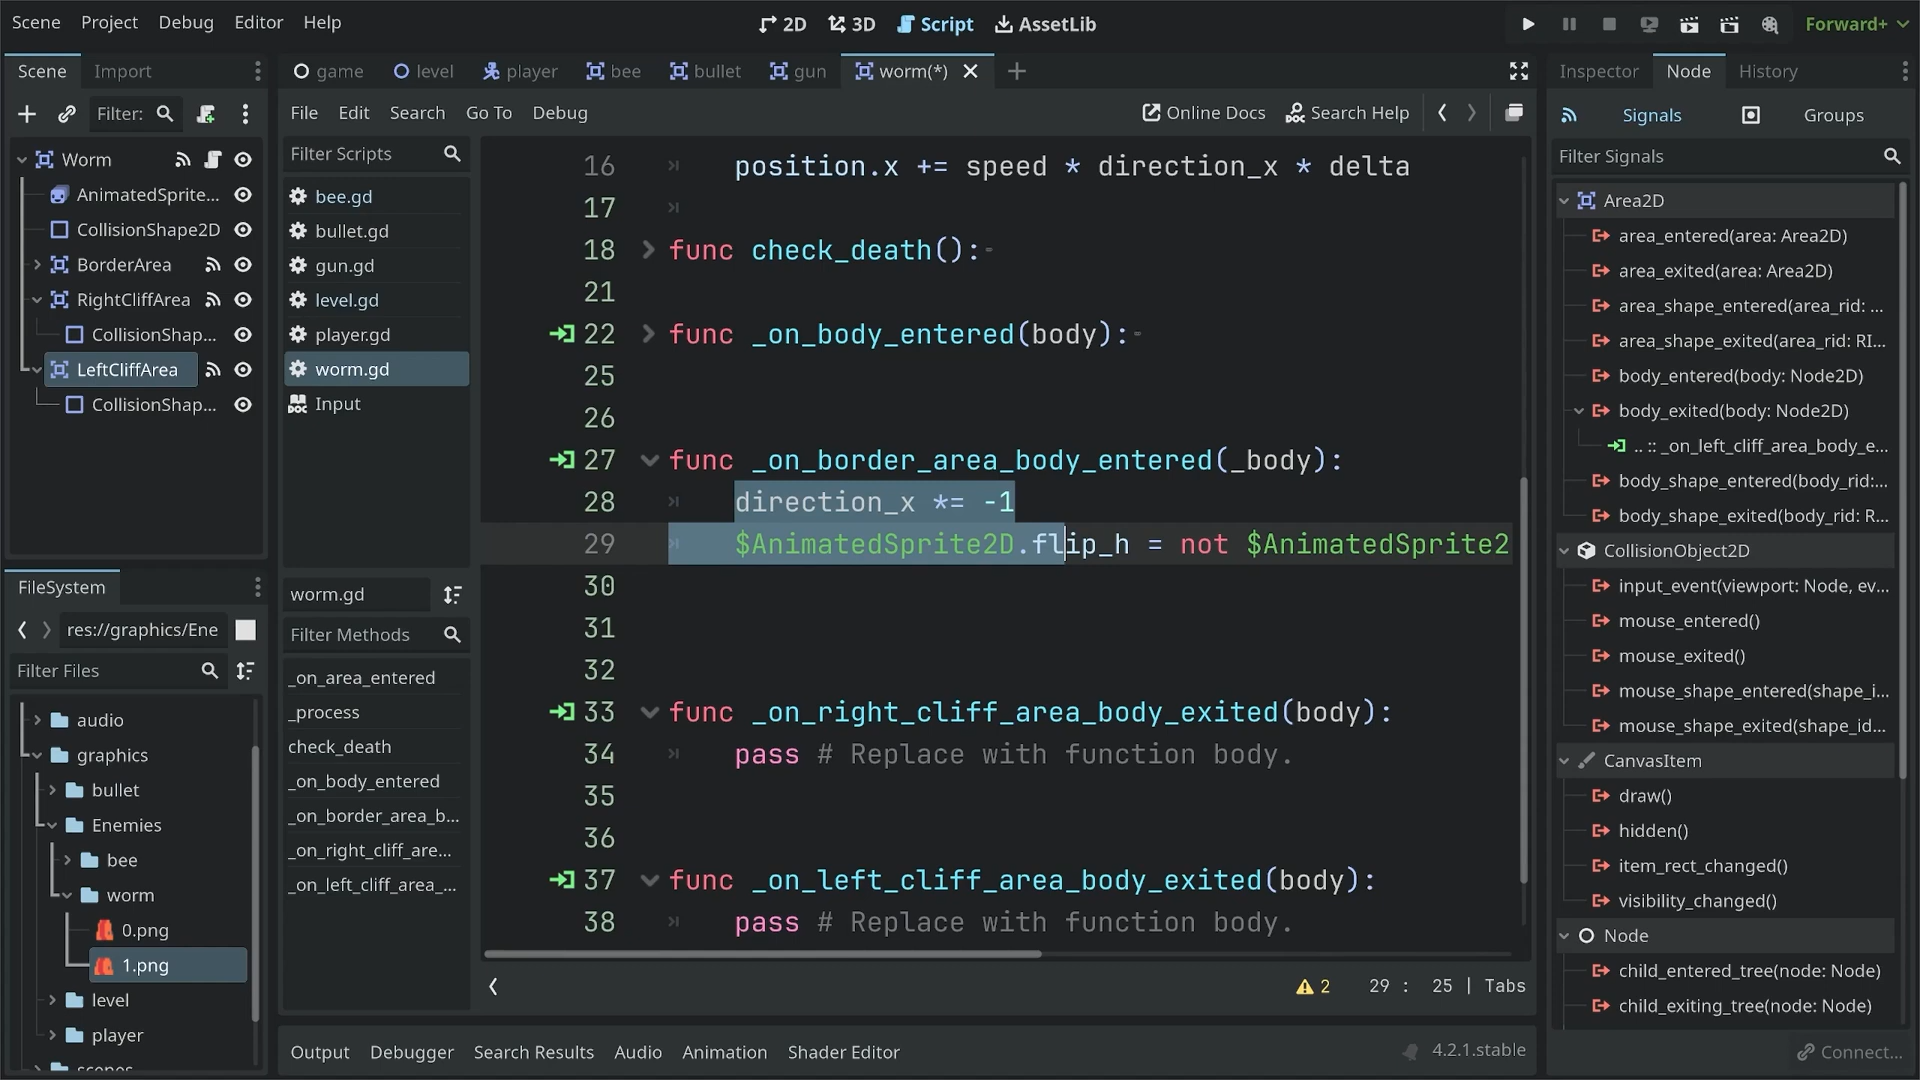 Scene Project Debug Editor Help
2D 3D Script AssetLib
Forward+
Scene Import
Filter:
Worm
AnimatedSprite...
CollisionShape2D
BorderArea
RightCliffArea
CollisionShap...
LeftCliffArea
CollisionShap...
FileSystem
res://graphics/Ene
Filter Files
audio
graphics
bullet
Enemies
bee
worm
0.png
1.png
level
player
game level player bee bullet gun worm(*)
File Edit Search Go To Debug
Online Docs Search Help
Filter Scripts
bee.gd
bullet.gd
gun.gd
level.gd
player.gd
worm.gd
Input
worm.gd
Filter Methods
_on_area_entered
_process
check_death
_on_body_entered
_on_border_area_b...
_on_right_cliff_are...
_on_left_cliff_area_...
16 position.x += speed * direction_x * delta
17
18 func check_death():
21
22 func _on_body_entered(body):
25
26
27 func _on_border_area_body_entered(_body):
28 direction_x *= -1
29 $AnimatedSprite2D.flip_h = not $AnimatedSprite2
30
31
32
33 func _on_right_cliff_area_body_exited(body):
34 pass # Replace with function body.
35
36
37 func _on_left_cliff_area_body_exited(body):
38 pass # Replace with function body.
2 29 : 25 | Tabs
Output Debugger Search Results Audio Animation Shader Editor
4.2.1.stable
Inspector Node History
Signals Groups
Filter Signals
Area2D
area_entered(area: Area2D)
area_exited(area: Area2D)
area_shape_entered(area_rid: ...
area_shape_exited(area_rid: RI...
body_entered(body: Node2D)
body_exited(body: Node2D)
.. :: _on_left_cliff_area_body_e...
body_shape_entered(body_rid:...
body_shape_exited(body_rid: R...
CollisionObject2D
input_event(viewport: Node, ev...
mouse_entered()
mouse_exited()
mouse_shape_entered(shape_i...
mouse_shape_exited(shape_id...
CanvasItem
draw()
hidden()
item_rect_changed()
visibility_changed()
Node
child_entered_tree(node: Node)
child_exiting_tree(node: Node)
Connect...